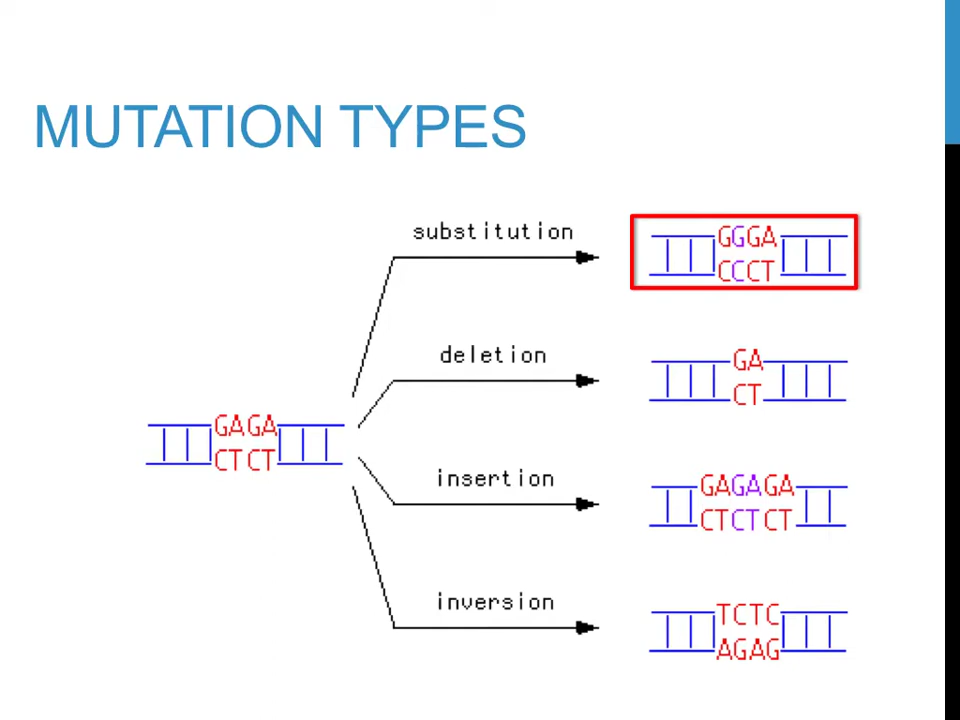 MUTATION TYPES
substitution
GGGA
CCCT
deletion
GA
CT
GAGA
CTCT
insertion
GAGAGA
CTCTCT
inversion
TCTC
AGAG